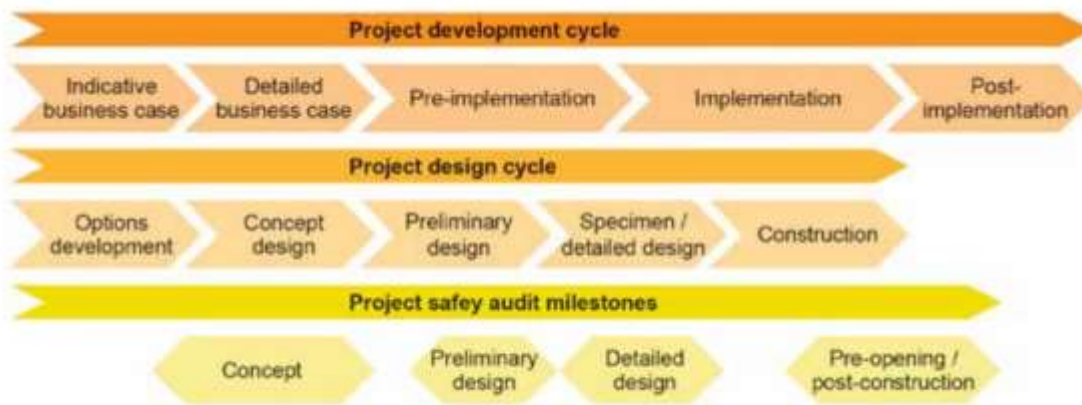 Project development cycle
Indicative
business case
Detailed
business case
Pre-implementation
Implementation
Post-
implementation
Project design cycle
Options
development
Concept
design
Preliminary
design
Specimen /
detailed design
Construction
Project safey audit milestones
Concept
Preliminary
design
Detailed
design
Pre-opening /
post-construction